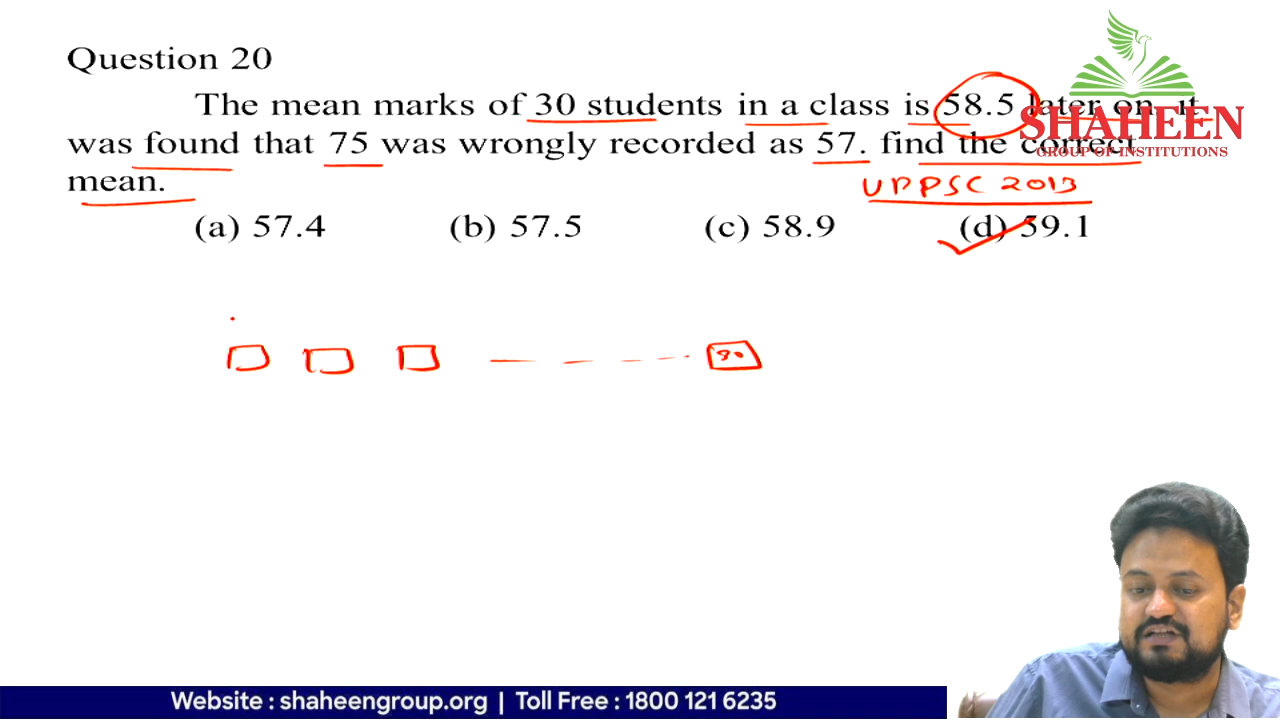 Question 20
The mean marks of 30 students in a class is 58.5 later on, it
was found that 75 was wrongly recorded as 57. find the correct
mean.
UPPSC 2013
(a) 57.4 (b) 57.5 (c) 58.9 (d) 59.1
SHAHEEN
GROUP OF INSTITUTIONS
30
Website : shaheengroup.org | Toll Free : 1800 121 6235